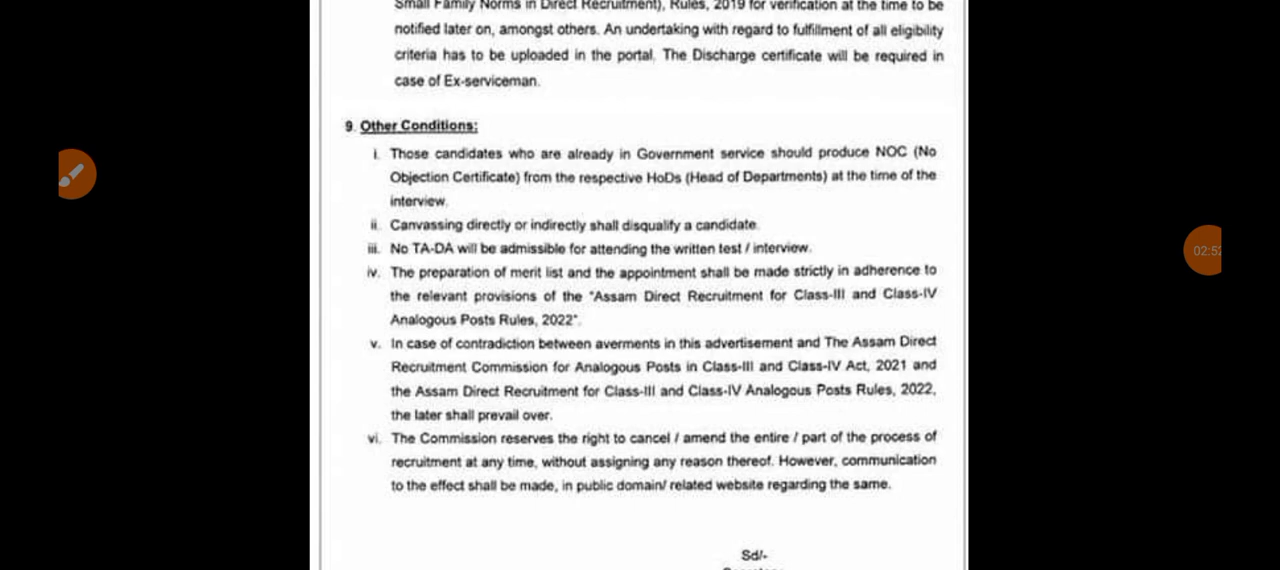 Small Family Norms in Direct Recruitment), Rules, 2019 for verification at the time to be
notified later on, amongst others. An undertaking with regard to fulfillment of all eligibility
criteria has to be uploaded in the portal. The Discharge certificate will be required in
case of Ex-serviceman.
9. Other Conditions:
i. Those candidates who are already in Government service should produce NOC (No
Objection Certificate) from the respective HoDs (Head of Departments) at the time of the
interview.
ii. Canvassing directly or indirectly shall disqualify a candidate.
iii. No TA-DA will be admissible for attending the written test / interview.
iv. The preparation of merit list and the appointment shall be made strictly in adherence to
the relevant provisions of the "Assam Direct Recruitment for Class-III and Class-IV
Analogous Posts Rules, 2022".
v. In case of contradiction between averments in this advertisement and The Assam Direct
Recruitment Commission for Analogous Posts in Class-III and Class-IV Act, 2021 and
the Assam Direct Recruitment for Class-III and Class-IV Analogous Posts Rules, 2022,
the later shall prevail over.
vi. The Commission reserves the right to cancel / amend the entire / part of the process of
recruitment at any time, without assigning any reason thereof. However, communication
to the effect shall be made, in public domain/ related website regarding the same.
02:52
Sd/-